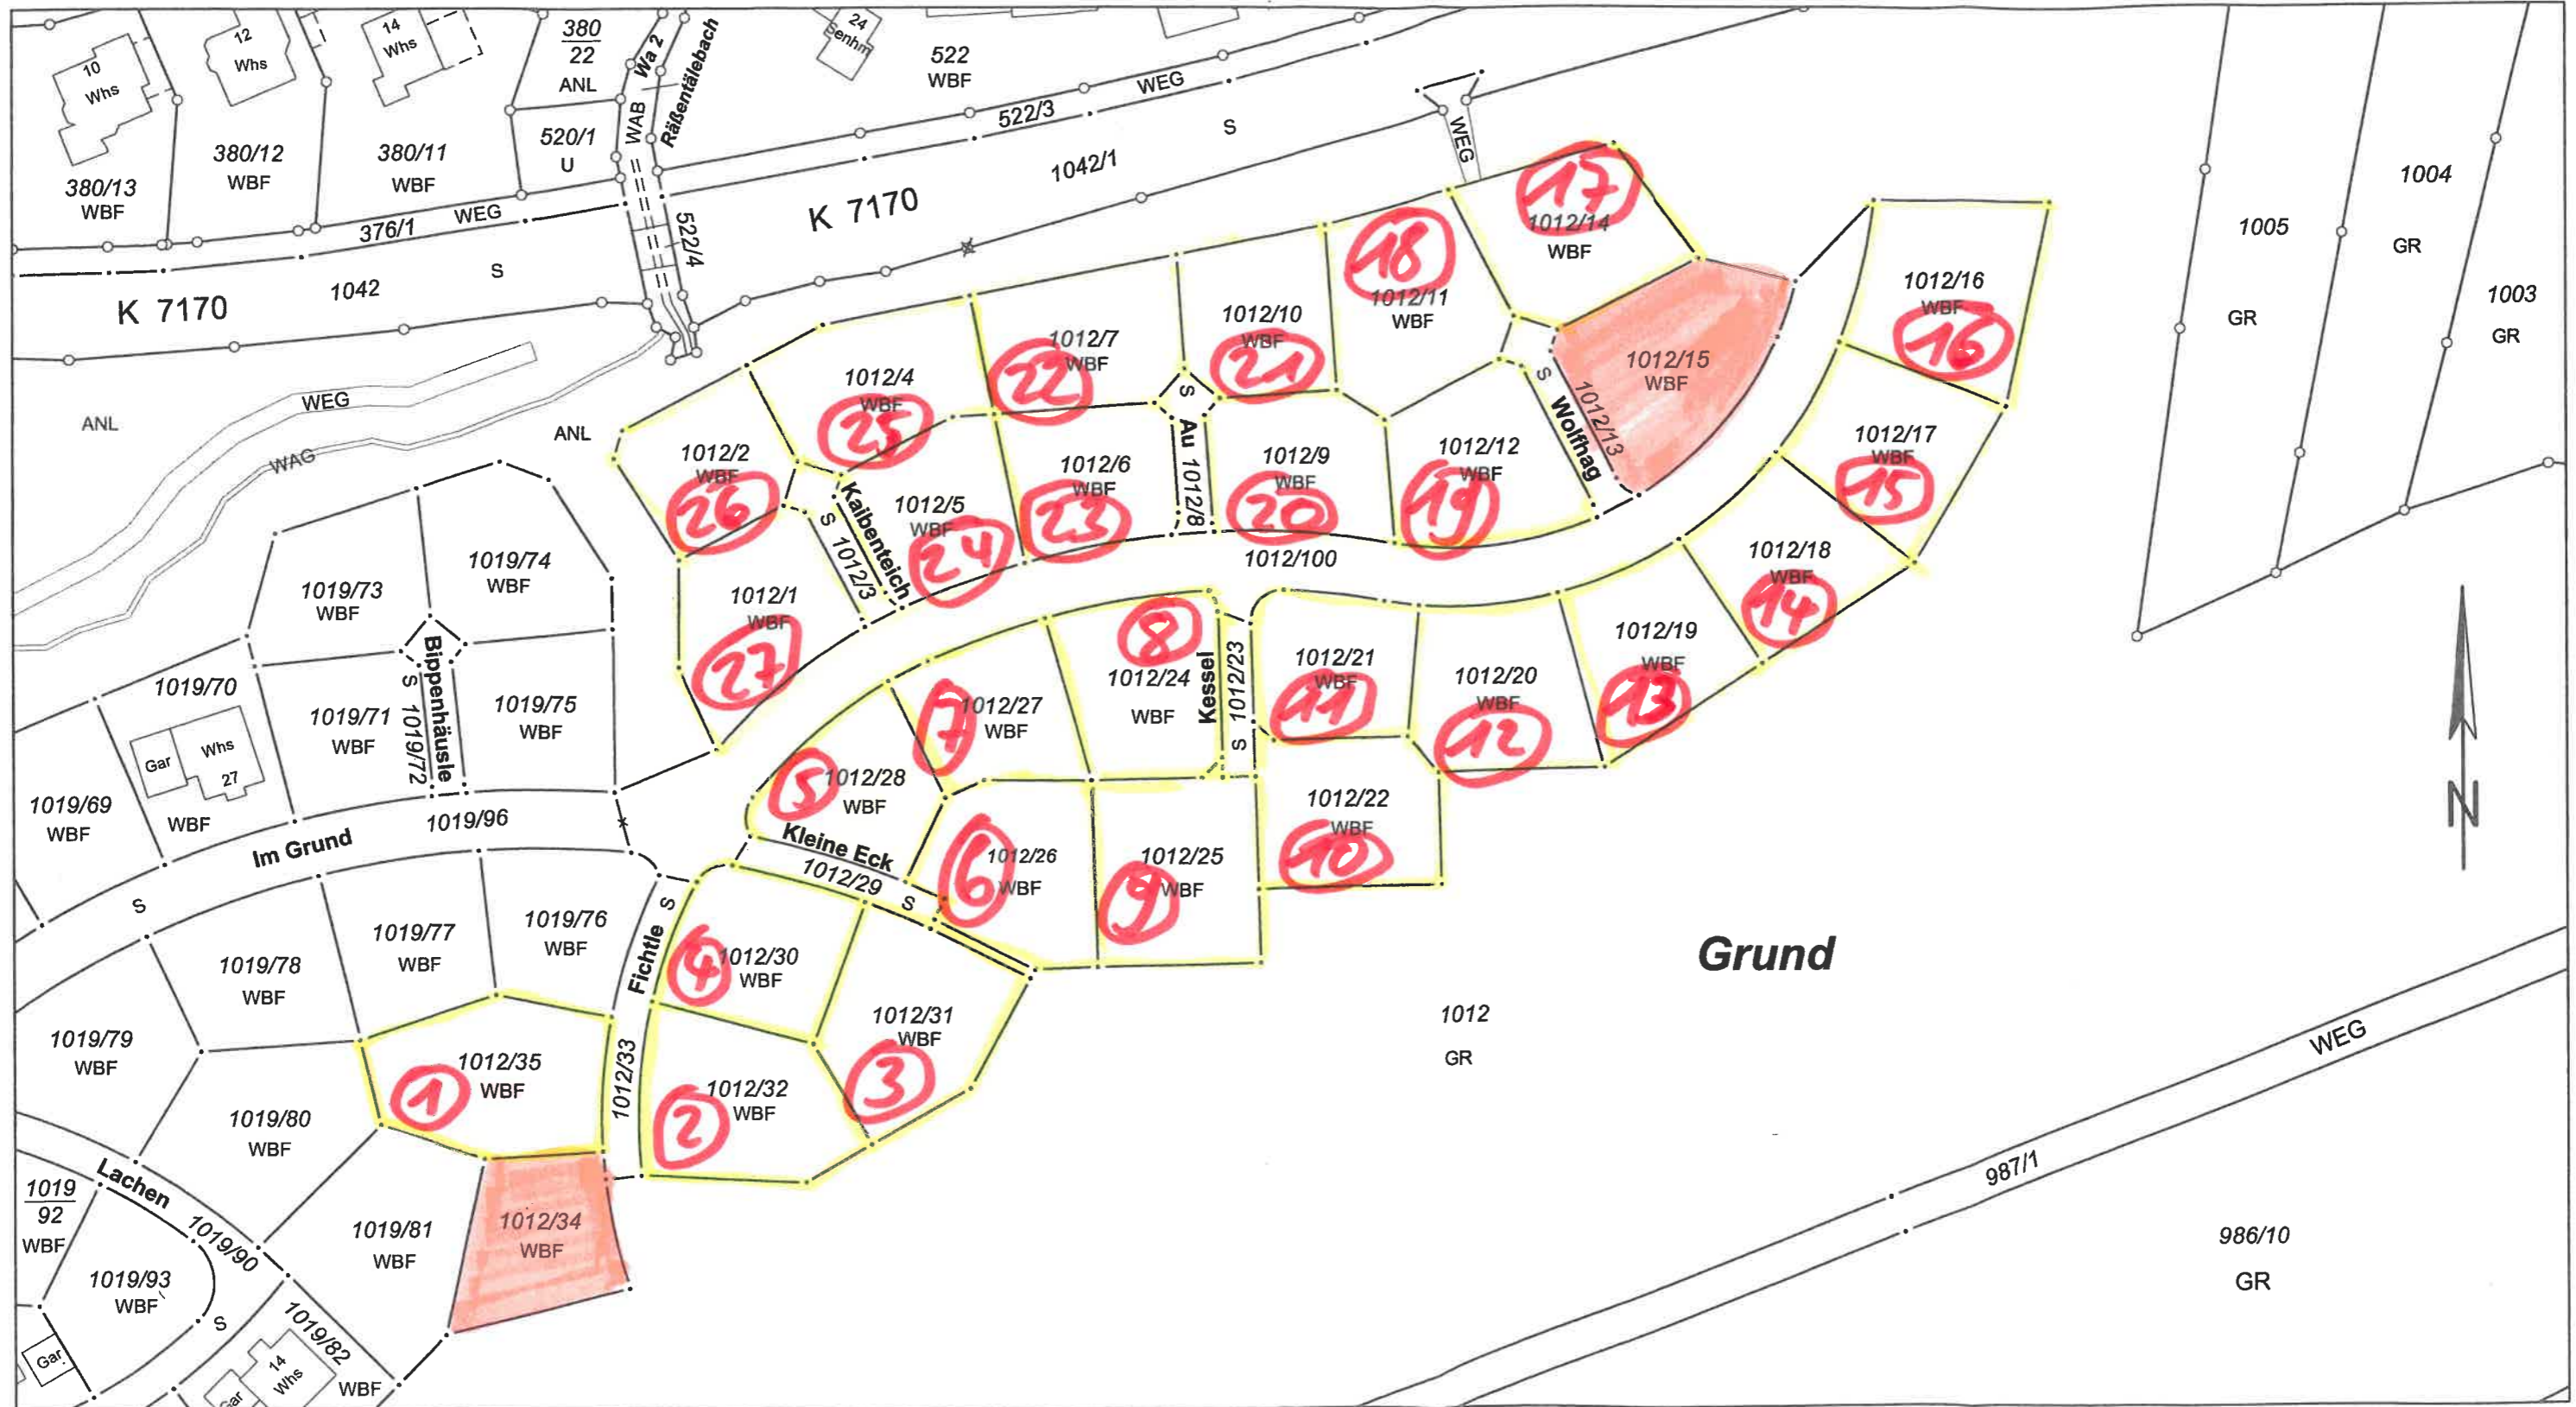 10
Whs
12
Whs
14
Whs
380
22
ANL
Wa 2
Räßentälebach
24
Senhm
522
WBF
WEG
522/3
S
1042/1
WEG
1004
GR
1005
GR
1003
GR
380/13
WBF
380/12
WBF
380/11
WBF
520/1
U
WAB
522/4
376/1
WEG
K 7170
1042
S
K 7170
ANL
WEG
WAG
ANL
17
1012/14
WBF
18
1012/11
WBF
1012/15
WBF
1012/16
WBF
16
1012/10
WBF
21
1012/7
WBF
22
1012/4
WBF
25
1012/2
WBF
26
1012/5
WBF
24
1012/6
WBF
23
S
Au 1012/8
1012/9
WBF
20
1012/12
WBF
19
S
Wolfhag
1012/13
1012/17
WBF
15
1012/18
WBF
14
1012/1
WBF
27
Kaibenteich
S 1012/3
1012/100
1019/73
WBF
1019/74
WBF
1019/70
Gar
Whs
27
WBF
1019/71
WBF
Bippenhäusle
S 1019/72
1019/75
WBF
1019/69
WBF
Im Grund
1019/96
S
8
1012/24
WBF
Kessel
1012/23
S
1012/21
WBF
11
1012/20
WBF
12
1012/19
WBF
13
7
1012/27
WBF
5
1012/28
WBF
Kleine Eck
1012/29
S
6
1012/26
WBF
1012/25
9
WBF
1012/22
WBF
10
1019/79
WBF
1019/78
WBF
1019/77
WBF
1019/76
WBF
Fichtle S
1012/33
4
1012/30
WBF
1012/31
WBF
3
1012/32
WBF
2
1012/35
WBF
1
1012/34
WBF
1019/80
WBF
1019/81
WBF
Lachen
1019/90
S
1019
92
WBF
1019/93
WBF
Gar
1019/82
14
Whs
Gar
WBF
Grund
1012
GR
N
WEG
987/1
986/10
GR